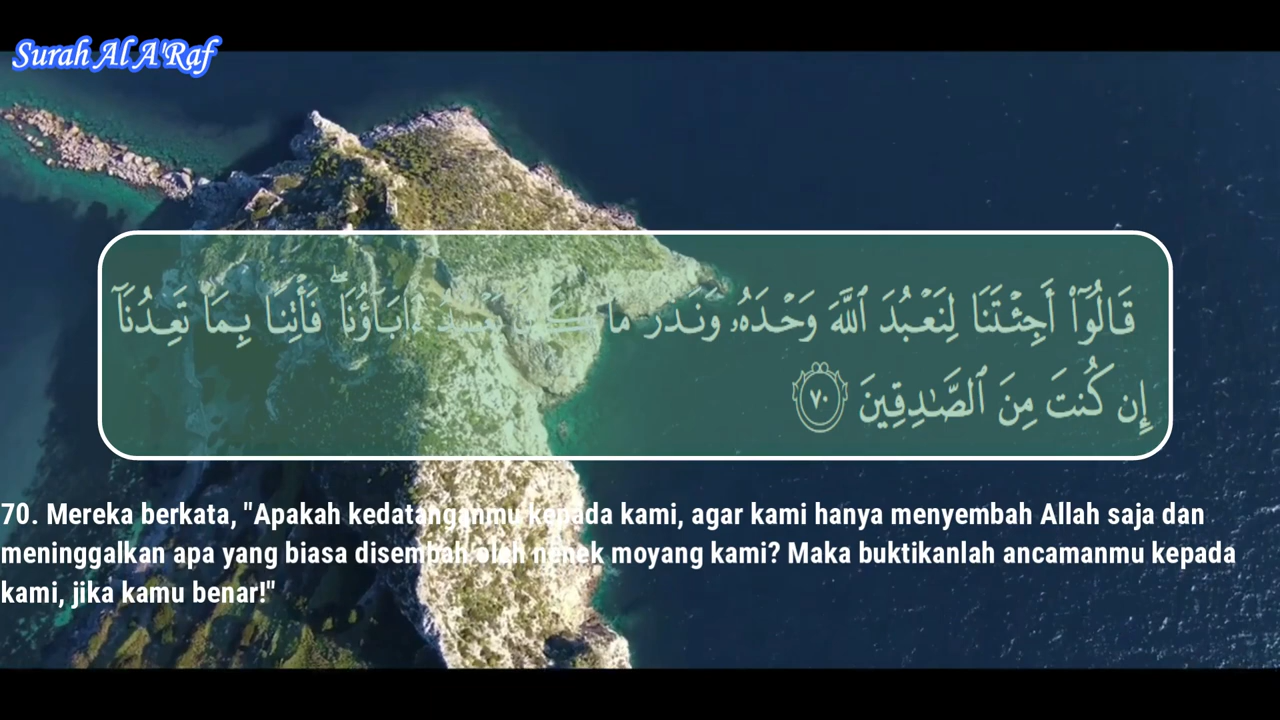 Surah Al A'Raf
قَالُوٓا۟ أَجِئْتَنَا لِنَعْبُدَ ٱللَّهَ وَحْدَهُۥ وَنَذَرَ مَا كَانَ يَعْبُدُ ءَابَآؤُنَا ۖ فَأْتِنَا بِمَا تَعِدُنَآ
إِن كُنتَ مِنَ ٱلصَّـٰدِقِينَ ٧٠
70. Mereka berkata, "Apakah kedatanganmu kepada kami, agar kami hanya menyembah Allah saja dan
meninggalkan apa yang biasa disembah oleh nenek moyang kami? Maka buktikanlah ancamanmu kepada
kami, jika kamu benar!"